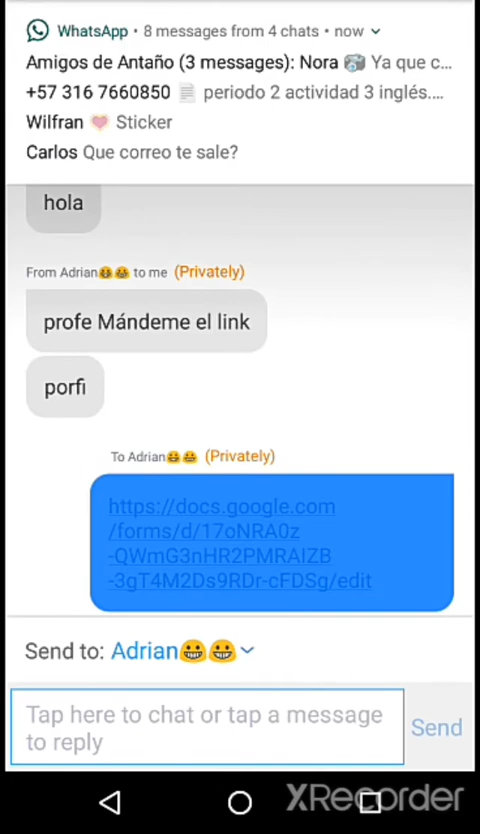 WhatsApp • 8 messages from 4 chats • now
Amigos de Antaño (3 messages): Nora 📷 Ya que c...
+57 316 7660850 📄 periodo 2 actividad 3 inglés....
Wilfran 💟 Sticker
Carlos Que correo te sale?
hola
From Adrian😀😀 to me (Privately)
profe Mándeme el link
porfi
To Adrian😀😀 (Privately)
https://docs.google.com
/forms/d/17oNRA0z
-QWmG3nHR2PMRAIZB
-3gT4M2Ds9RDr-cFDSg/edit
Send to: Adrian😀😀
Tap here to chat or tap a message
to reply
Send
XRecorder